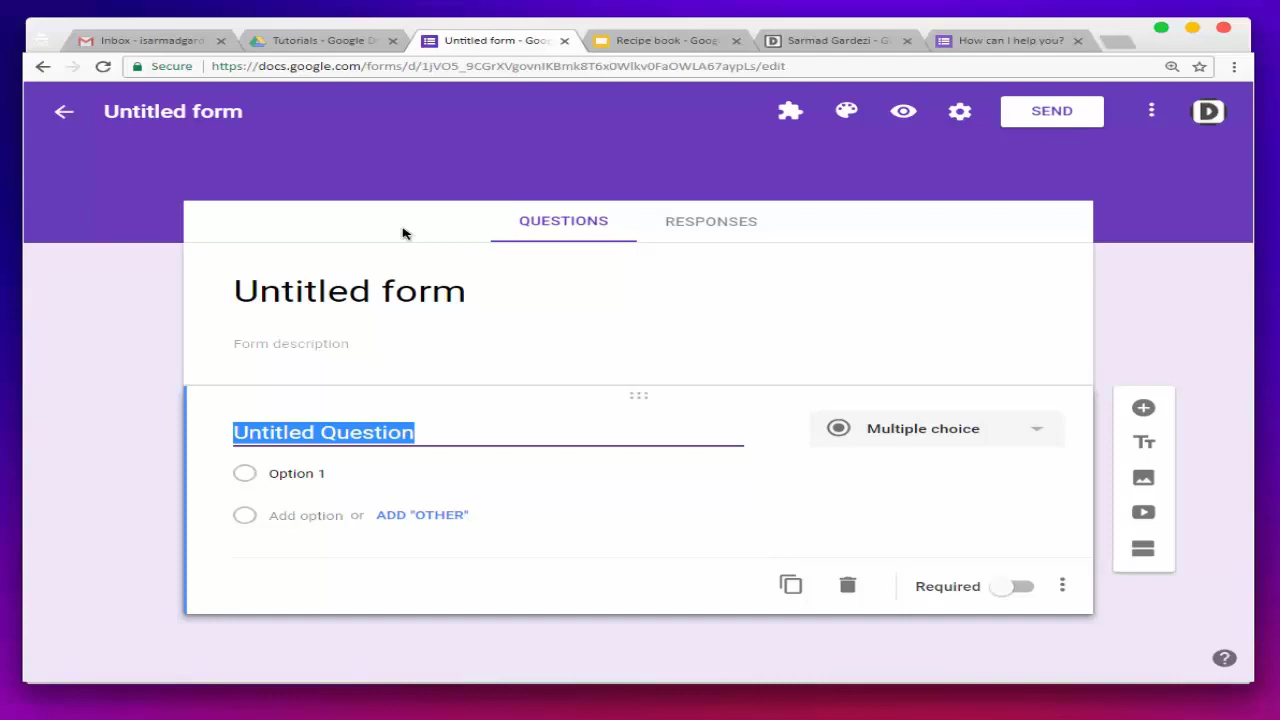 Inbox - isarmadgard
Tutorials - Google D
Untitled form - Goog
Recipe book - Goog
Sarmad Gardezi - G
How can I help you?
Secure
https://docs.google.com/forms/d/1jVO5_9CGrXVgovnIKBmk8T6x0Wlkv0FaOWLA67aypLs/edit
Untitled form
SEND
D
QUESTIONS
RESPONSES
Untitled form
Form description
Untitled Question
Multiple choice
Option 1
Add option or ADD "OTHER"
Required